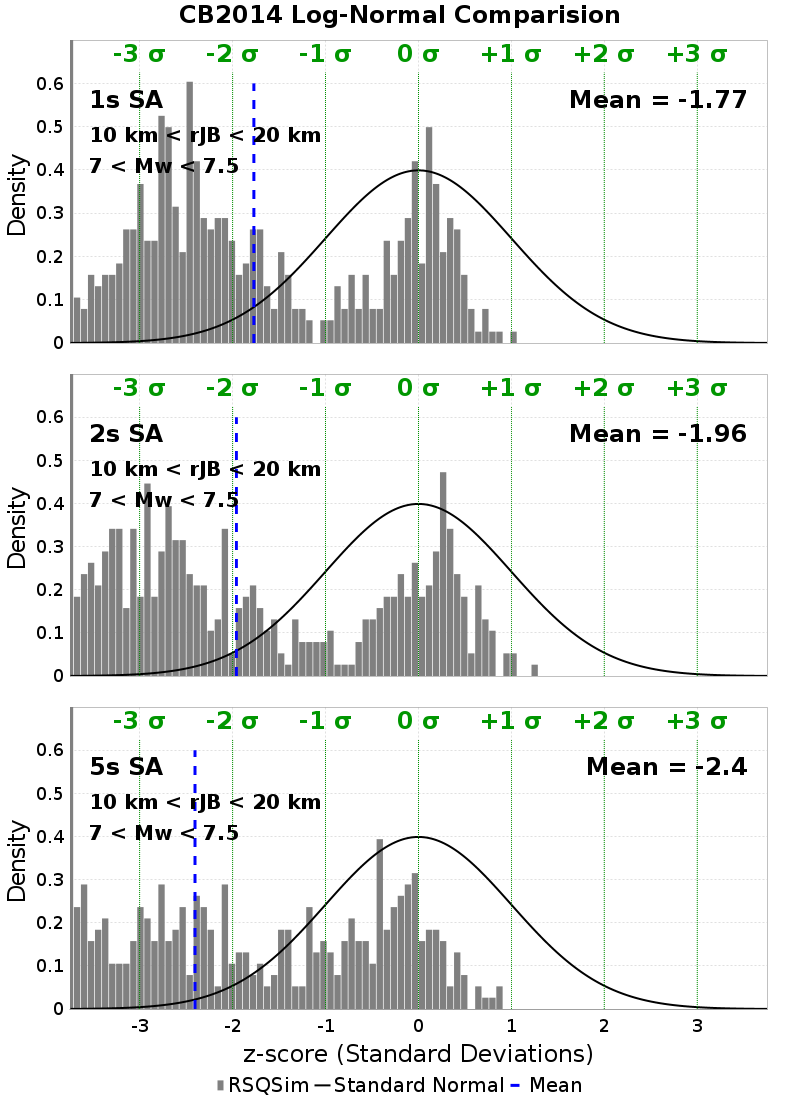 CB2014 Log-Normal Comparision
-3 σ -2 σ -1 σ 0 σ +1 σ +2 σ +3 σ
0.6
1s SA Mean = -1.77
0.5
10 km < rJB < 20 km
7 < Mw < 7.5
0.4
0.3
0.2
0.1
0
Density
-3 σ -2 σ -1 σ 0 σ +1 σ +2 σ +3 σ
0.6
2s SA Mean = -1.96
0.5
10 km < rJB < 20 km
7 < Mw < 7.5
0.4
0.3
0.2
0.1
0
Density
-3 σ -2 σ -1 σ 0 σ +1 σ +2 σ +3 σ
0.6
5s SA Mean = -2.4
0.5
10 km < rJB < 20 km
7 < Mw < 7.5
0.4
0.3
0.2
0.1
0
Density
-3 -2 -1 0 1 2 3
z-score (Standard Deviations)
RSQSim Standard Normal Mean